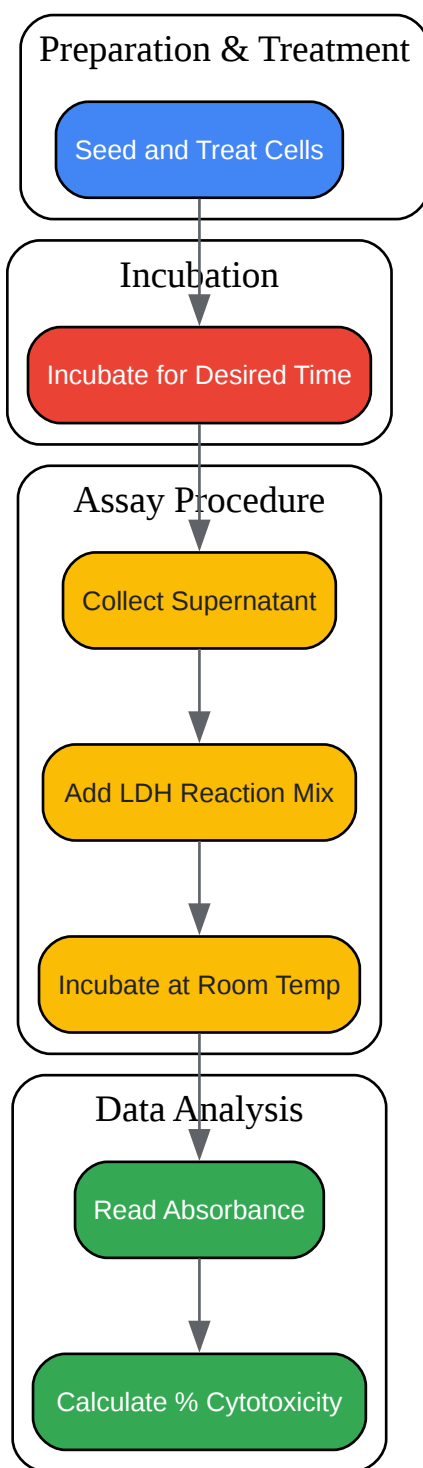 Preparation & Treatment
Seed and Treat Cells
Incubation
Incubate for Desired Time
Assay Procedure
Collect Supernatant
Add LDH Reaction Mix
Incubate at Room Temp
Data Analysis
Read Absorbance
Calculate % Cytotoxicity